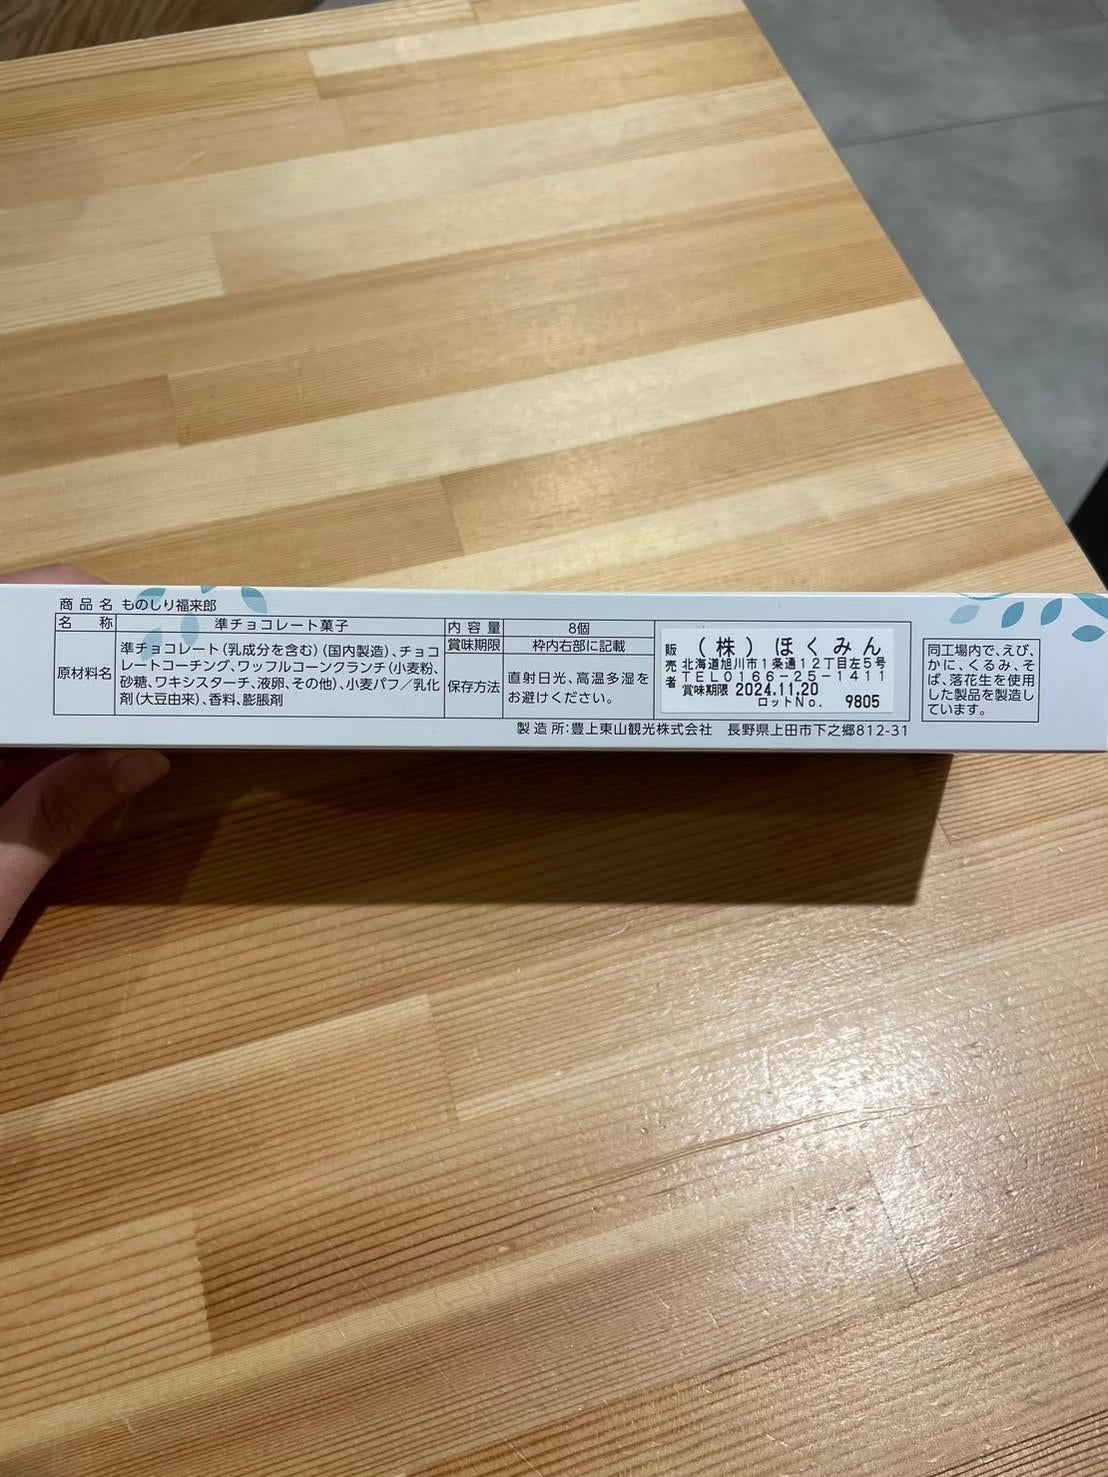 商品名 ものしり福来郎
名称 準チョコレート菓子
原材料名
準チョコレート(乳成分を含む)(国内製造)、チョコ
レートコーチング、ワッフルコーンクランチ(小麦粉、
砂糖、ワキシスターチ、液卵、その他)、小麦パフ/乳化
剤(大豆由来)、香料、膨脹剤
内容量 8個
賞味期限 枠内右部に記載
保存方法
直射日光、高温多湿を
お避けください。
販売者
(株)ほくみん
北海道旭川市1条通12丁目左5号
TEL0166-25-1411
賞味期限 2024.11.20
ロットNo. 9805
製造所:豊上東山観光株式会社 長野県上田市下之郷812-31
同工場内で、えび、
かに、くるみ、そ
ば、落花生を使用
した製品を製造し
ています。